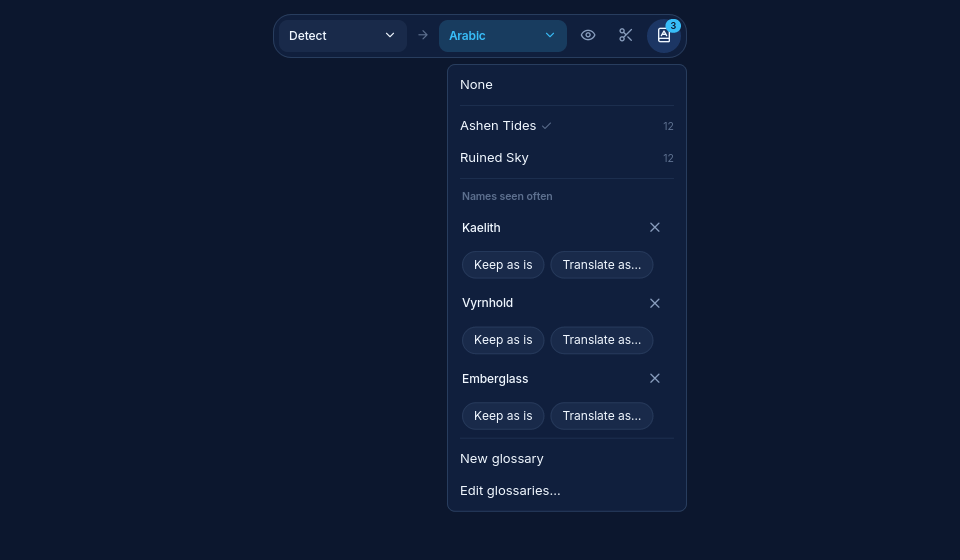 Detect
Arabic
3
None
Ashen Tides 12
Ruined Sky 12
Names seen often
Kaelith
Keep as is Translate as...
Vyrnhold
Keep as is Translate as...
Emberglass
Keep as is Translate as...
New glossary
Edit glossaries...